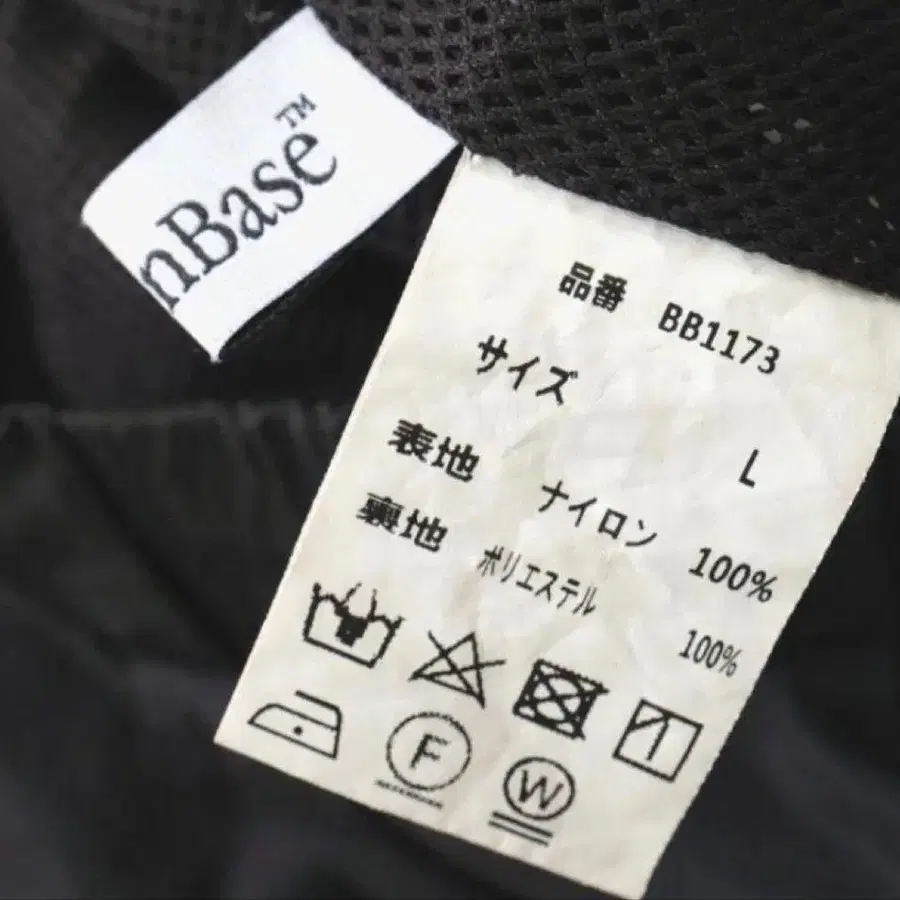 nBase™
品番 BB1173
サイズ L
表地 ナイロン 100%
裏地 ポリエステル 100%
F
W